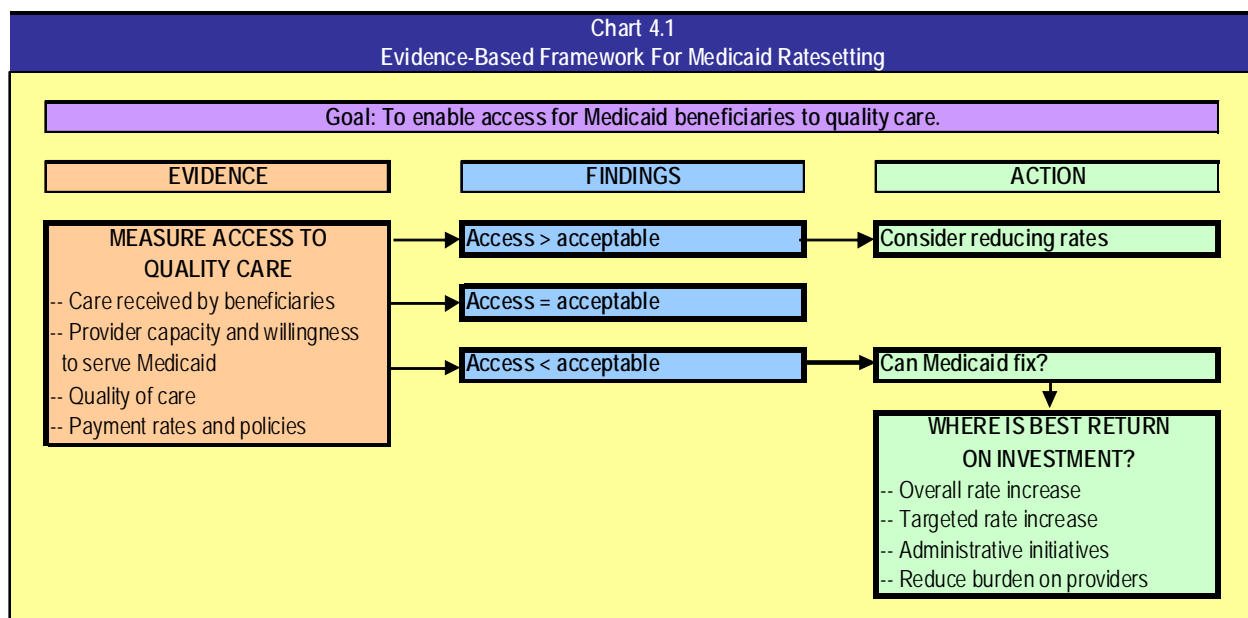 Chart 4.1
Evidence-Based Framework For Medicaid Ratesetting
Goal: To enable access for Medicaid beneficiaries to quality care.
EVIDENCE
FINDINGS
ACTION
MEASURE ACCESS TO
QUALITY CARE
-- Care received by beneficiaries
-- Provider capacity and willingness
to serve Medicaid
-- Quality of care
-- Payment rates and policies
Access > acceptable
Consider reducing rates
Access = acceptable
Access < acceptable
Can Medicaid fix?
WHERE IS BEST RETURN
ON INVESTMENT?
-- Overall rate increase
-- Targeted rate increase
-- Administrative initiatives
-- Reduce burden on providers